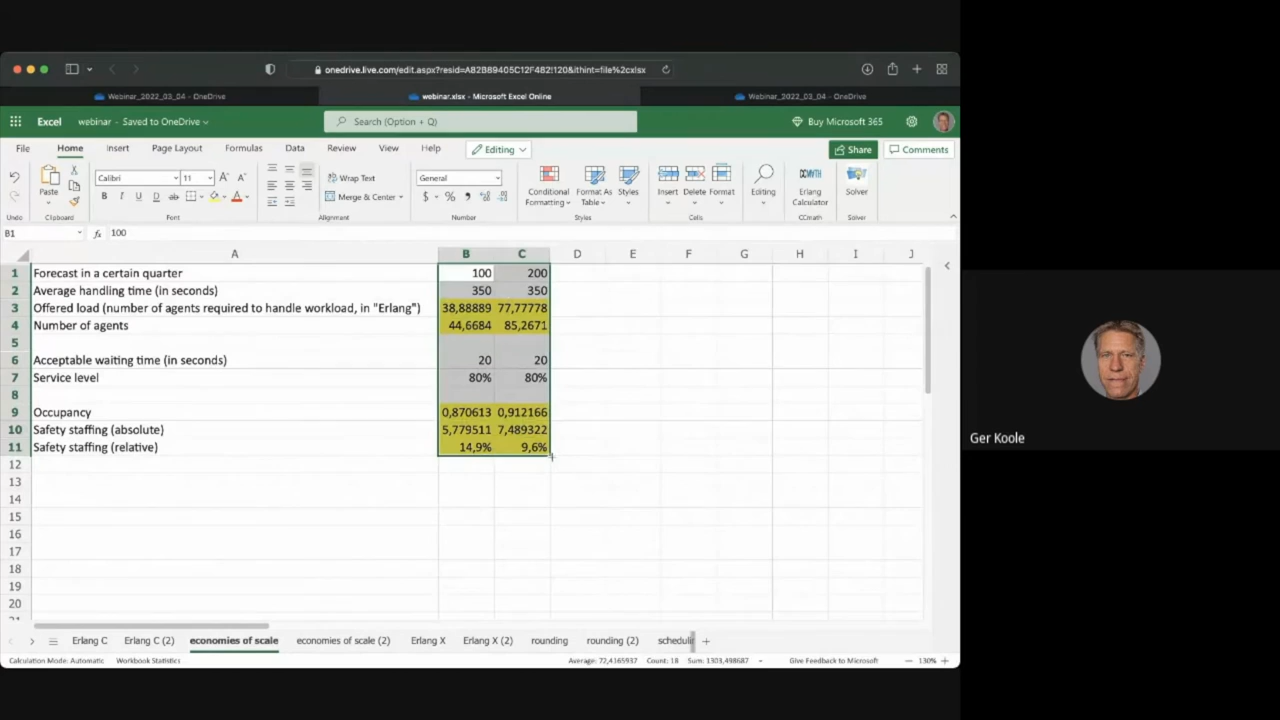 onedrive.live.com/edit.aspx?resid=A82B89405C12F482!120&ithint=file%2cxlsx
Webinar_2022_03_04 - OneDrive
webinar.xlsx - Microsoft Excel Online
Webinar_2022_03_04 - OneDrive
Excel webinar - Saved to OneDrive
Search (Option + Q)
Buy Microsoft 365
File Home Insert Page Layout Formulas Data Review View Help Editing Share Comments
Calibri 11 A A Wrap Text General
Paste
B I U D ab A Merge & Center $ % 9
Conditional Formatting Format As Table Styles Insert Delete Format Editing Erlang Calculator Solver
Undo Clipboard Font Alignment Number Styles Cells CCmath Solver
B1 fx 100
A B C D E F G H I J
1 Forecast in a certain quarter 100 200
2 Average handling time (in seconds) 350 350
3 Offered load (number of agents required to handle workload, in "Erlang") 38,88889 77,77778
4 Number of agents 44,6684 85,2671
5
6 Acceptable waiting time (in seconds) 20 20
7 Service level 80% 80%
8
9 Occupancy 0,870613 0,912166
10 Safety staffing (absolute) 5,779511 7,489322
11 Safety staffing (relative) 14,9% 9,6%
12
13
14
15
16
17
18
19
20
Erlang C Erlang C (2) economies of scale economies of scale (2) Erlang X Erlang X (2) rounding rounding (2)
Calculation Mode: Automatic Workbook Statistics Average: 72,4165937 Count: 18 Sum: 1303,498687 Give Feedback to Microsoft 130%
Ger Koole